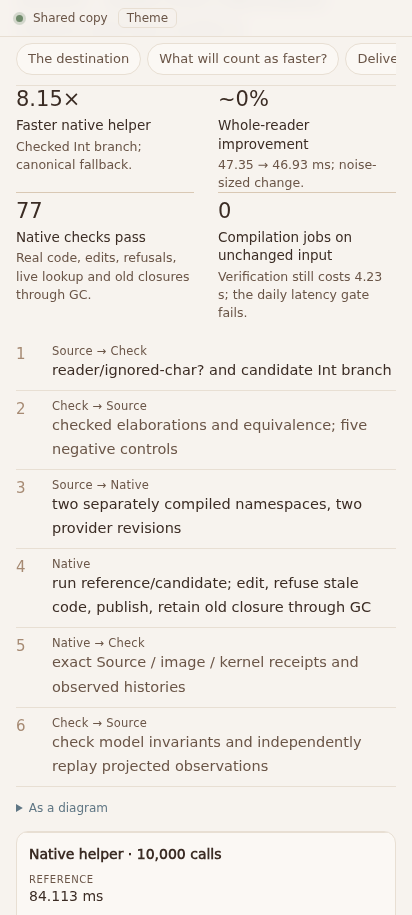 Shared copy
Theme
The destination
What will count as faster?
Delive
8.15×
Faster native helper
Checked Int branch;
canonical fallback.
~0%
Whole-reader
improvement
47.35 → 46.93 ms; noise-
sized change.
77
Native checks pass
Real code, edits, refusals,
live lookup and old closures
through GC.
0
Compilation jobs on
unchanged input
Verification still costs 4.23
s; the daily latency gate
fails.
1
Source → Check
reader/ignored-char? and candidate Int branch
2
Check → Source
checked elaborations and equivalence; five
negative controls
3
Source → Native
two separately compiled namespaces, two
provider revisions
4
Native
run reference/candidate; edit, refuse stale
code, publish, retain old closure through GC
5
Native → Check
exact Source / image / kernel receipts and
observed histories
6
Check → Source
check model invariants and independently
replay projected observations
▶ As a diagram
Native helper · 10,000 calls
REFERENCE
84.113 ms